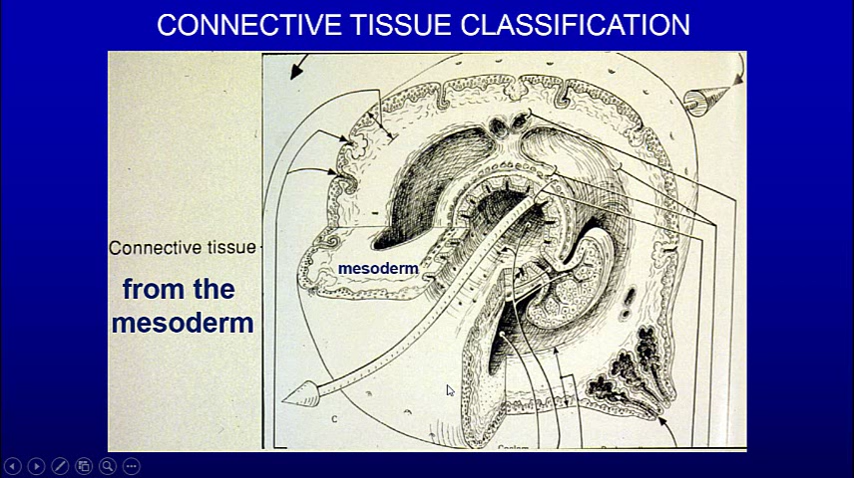 CONNECTIVE TISSUE CLASSIFICATION
Connective tissue
from the
mesoderm
mesoderm
C